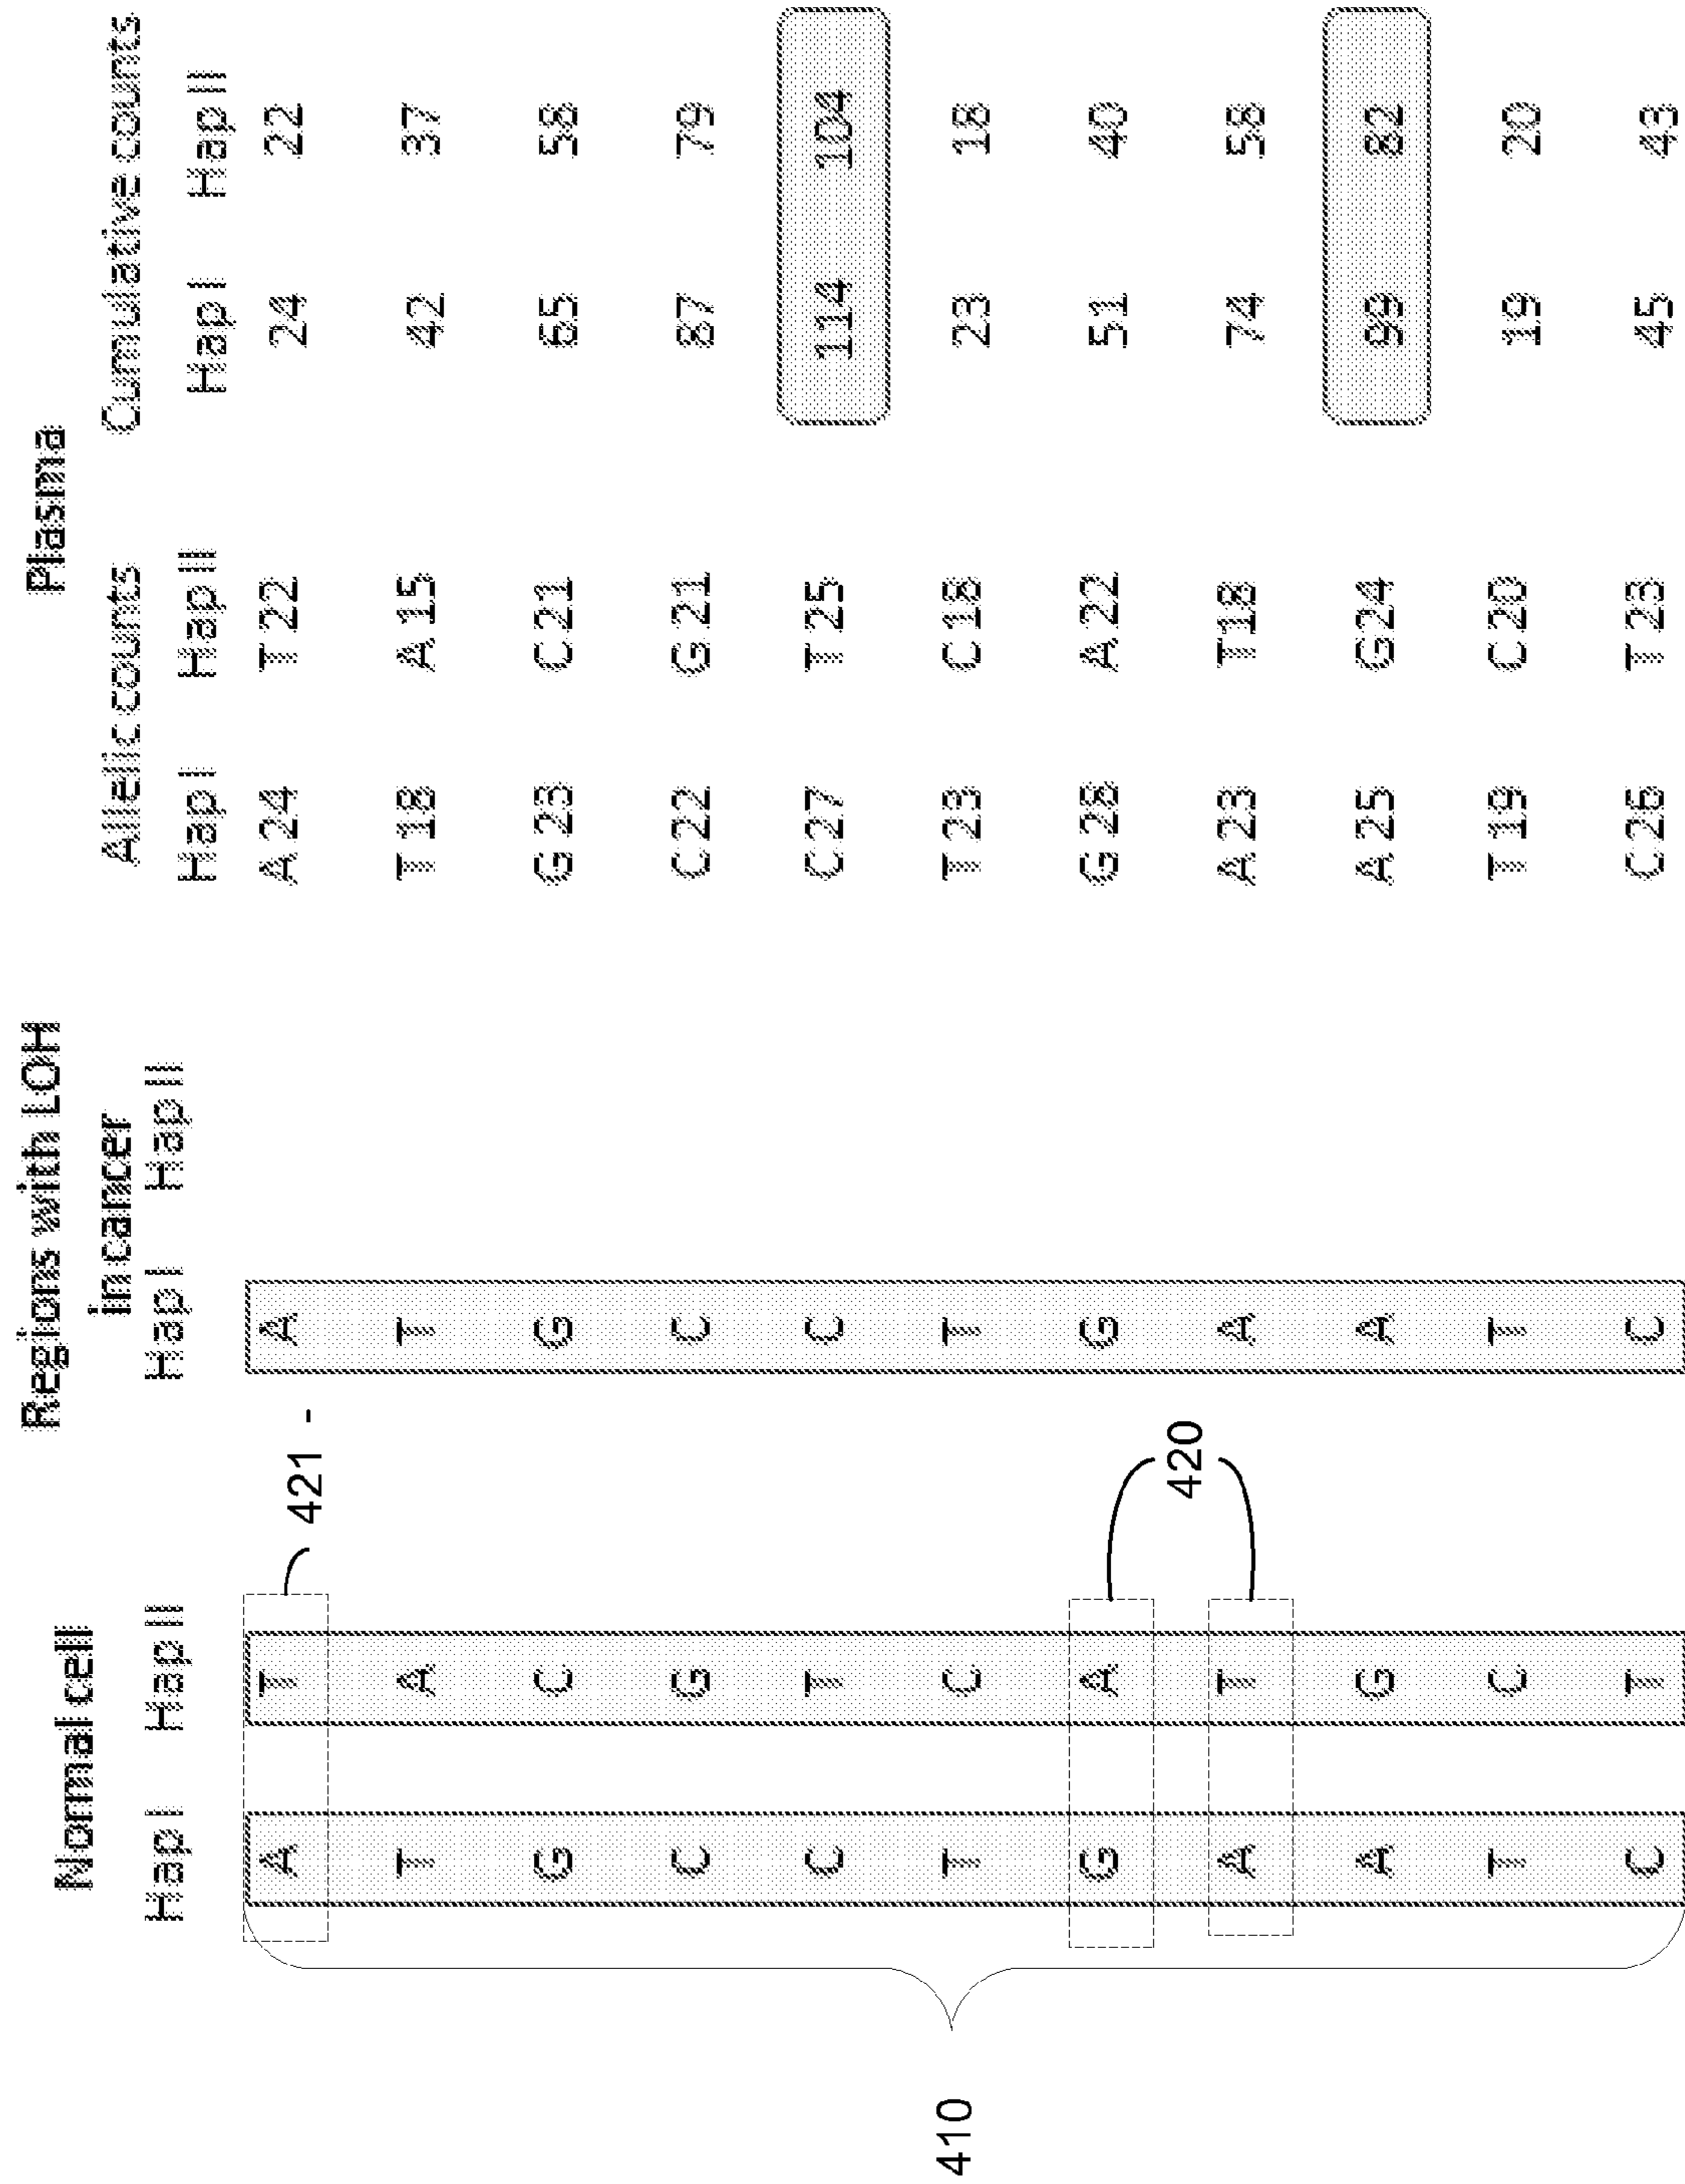 Normal cell Regions with LOH in cancer Plasma
Allelic counts Cumulative counts
Hap I Hap II Hap I Hap II Hap I Hap II Hap I Hap II
A T 421 - A A 24 T 22 24 22
T A T T 18 A 15 42 37
G C G G 23 C 21 65 58
C G C C 22 G 21 87 79
C T C C 27 T 25 114 104
410 T C T T 23 C 18 23 18
G A G G 28 A 22 51 40
420
A T A A 23 T18 74 58
A G A A 25 G24 99 82
T C T T 19 C 20 19 20
C T C C 26 T 23 45 43